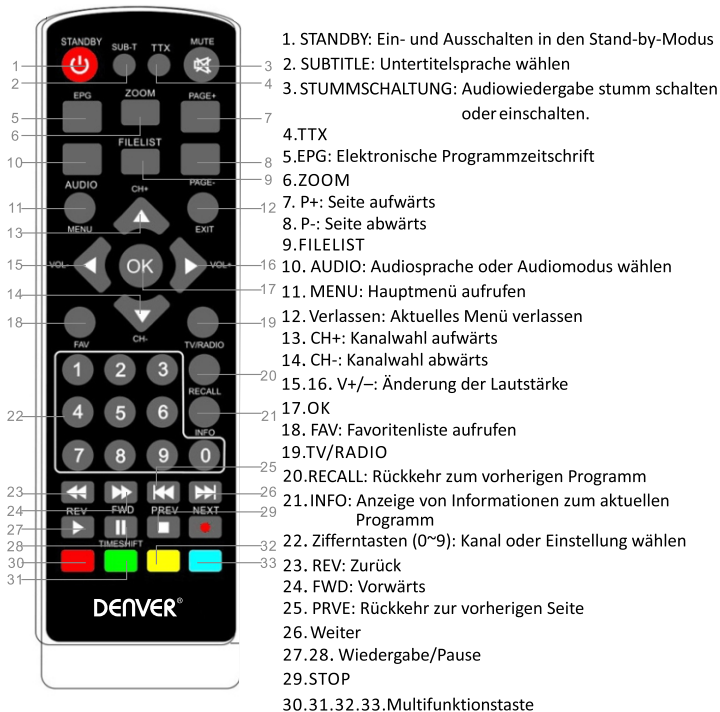 STANDBY
SUB-T
TTX
MUTE
1
2
3
4
EPG
ZOOM
PAGE+
5
6
7
FILELIST
10
8
9
AUDIO
CH+
PAGE-
11
12
MENU
EXIT
13
VOL-
OK
VOL+
15
16
14
17
18
19
FAV
CH-
TV/RADIO
1
2
3
20
RECALL
4
5
6
22
21
INFO
7
8
9
0
25
23
26
24
REV
FWD
PREV
NEXT
29
27
28
TIMESHIFT
32
30
33
31
DENVER®
1. STANDBY: Ein- und Ausschalten in den Stand-by-Modus
2. SUBTITLE: Untertitelsprache wählen
3. STUMMSCHALTUNG: Audiowiedergabe stumm schalten
oder einschalten.
4.TTX
5.EPG: Elektronische Programmzeitschrift
6.ZOOM
7. P+: Seite aufwärts
8. P-: Seite abwärts
9.FILELIST
10. AUDIO: Audiosprache oder Audiomodus wählen
11. MENU: Hauptmenü aufrufen
12. Verlassen: Aktuelles Menü verlassen
13. CH+: Kanalwahl aufwärts
14. CH-: Kanalwahl abwärts
15.16. V+/–: Änderung der Lautstärke
17.OK
18. FAV: Favoritenliste aufrufen
19.TV/RADIO
20.RECALL: Rückkehr zum vorherigen Programm
21.INFO: Anzeige von Informationen zum aktuellen
Programm
22. Zifferntasten (0~9): Kanal oder Einstellung wählen
23. REV: Zurück
24. FWD: Vorwärts
25. PRVE: Rückkehr zur vorherigen Seite
26. Weiter
27.28. Wiedergabe/Pause
29.STOP
30.31.32.33.Multifunktionstaste